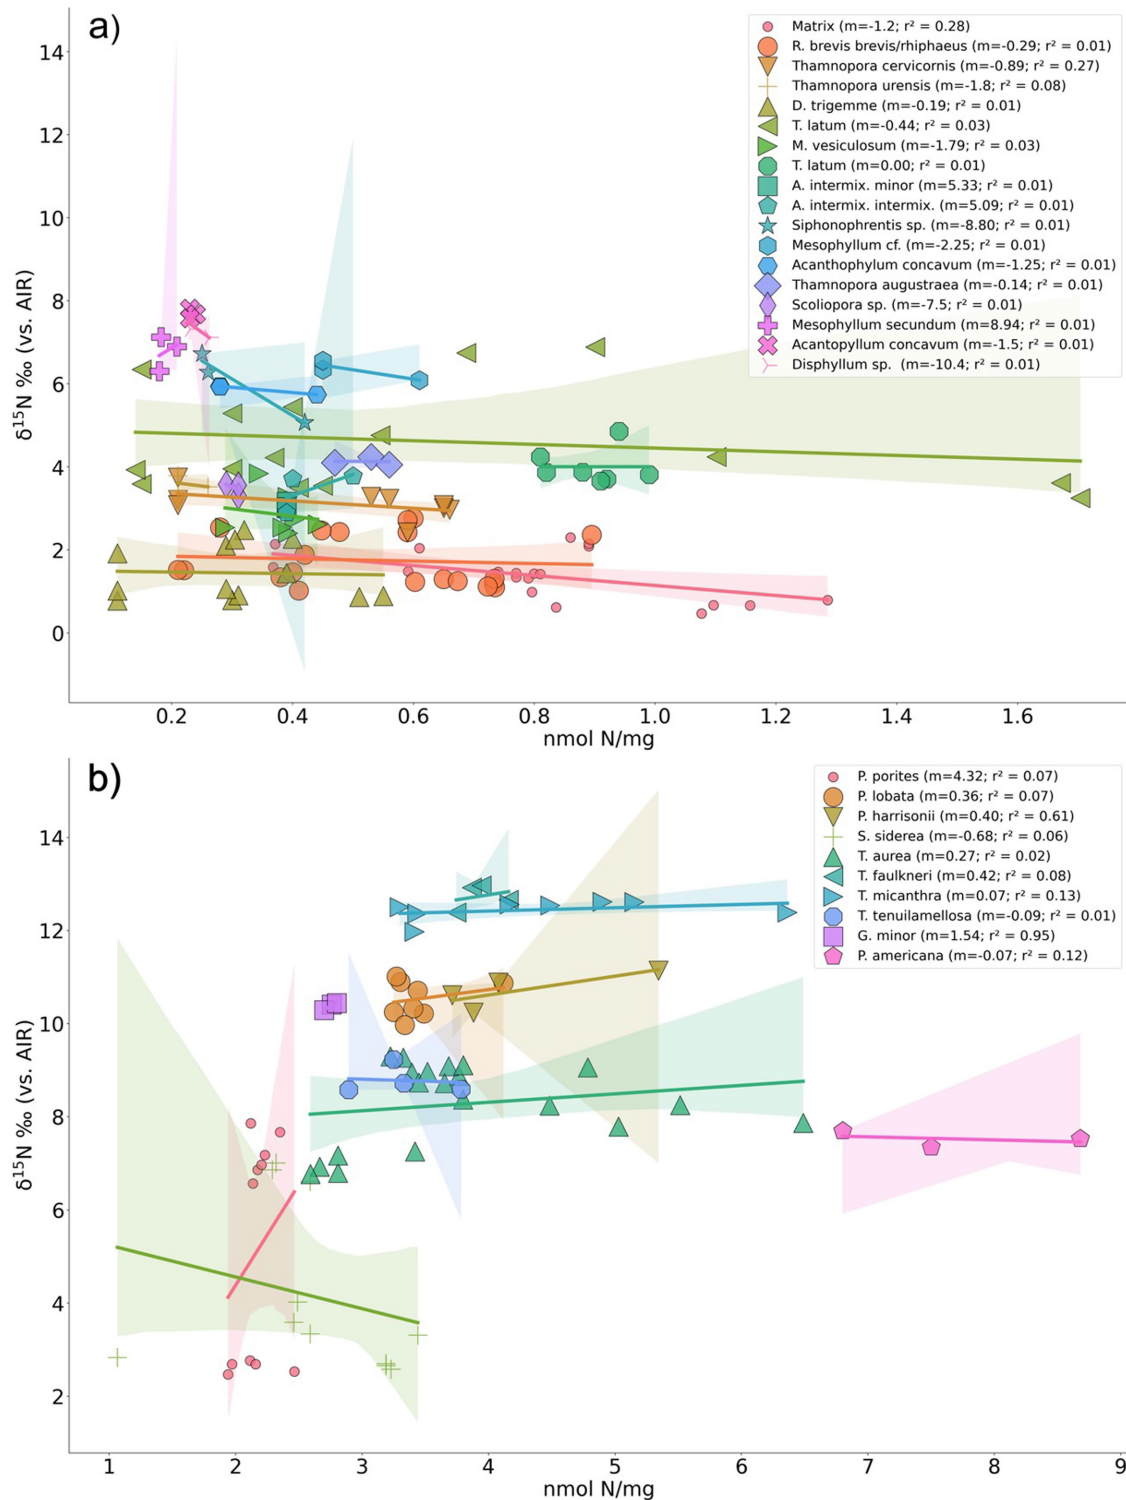 a)
14
12
10
8
6
4
2
0
δ¹⁵N ‰ (vs. AIR)
Matrix (m=-1.2; r² = 0.28)
R. brevis brevis/rhiphaeus (m=-0.29; r² = 0.01)
Thamnopora cervicornis (m=-0.89; r² = 0.27)
Thamnopora urensis (m=-1.8; r² = 0.08)
D. trigemme (m=-0.19; r² = 0.01)
T. latum (m=-0.44; r² = 0.03)
M. vesiculosum (m=-1.79; r² = 0.03)
T. latum (m=0.00; r² = 0.01)
A. intermix. minor (m=5.33; r² = 0.01)
A. intermix. intermix. (m=5.09; r² = 0.01)
Siphonophrentis sp. (m=-8.80; r² = 0.01)
Mesophyllum cf. (m=-2.25; r² = 0.01)
Acanthophylum concavum (m=-1.25; r² = 0.01)
Thamnopora augustraea (m=-0.14; r² = 0.01)
Scoliopora sp. (m=-7.5; r² = 0.01)
Mesophyllum secundum (m=8.94; r² = 0.01)
Acantopyllum concavum (m=-1.5; r² = 0.01)
Disphyllum sp. (m=-10.4; r² = 0.01)
0.2 0.4 0.6 0.8 1.0 1.2 1.4 1.6
nmol N/mg
b)
14
12
10
8
6
4
2
δ¹⁵N ‰ (vs. AIR)
P. porites (m=4.32; r² = 0.07)
P. lobata (m=0.36; r² = 0.07)
P. harrisonii (m=0.40; r² = 0.61)
S. siderea (m=-0.68; r² = 0.06)
T. aurea (m=0.27; r² = 0.02)
T. faulkneri (m=0.42; r² = 0.08)
T. micanthra (m=0.07; r² = 0.13)
T. tenuilamellosa (m=-0.09; r² = 0.01)
G. minor (m=1.54; r² = 0.95)
P. americana (m=-0.07; r² = 0.12)
1 2 3 4 5 6 7 8 9
nmol N/mg